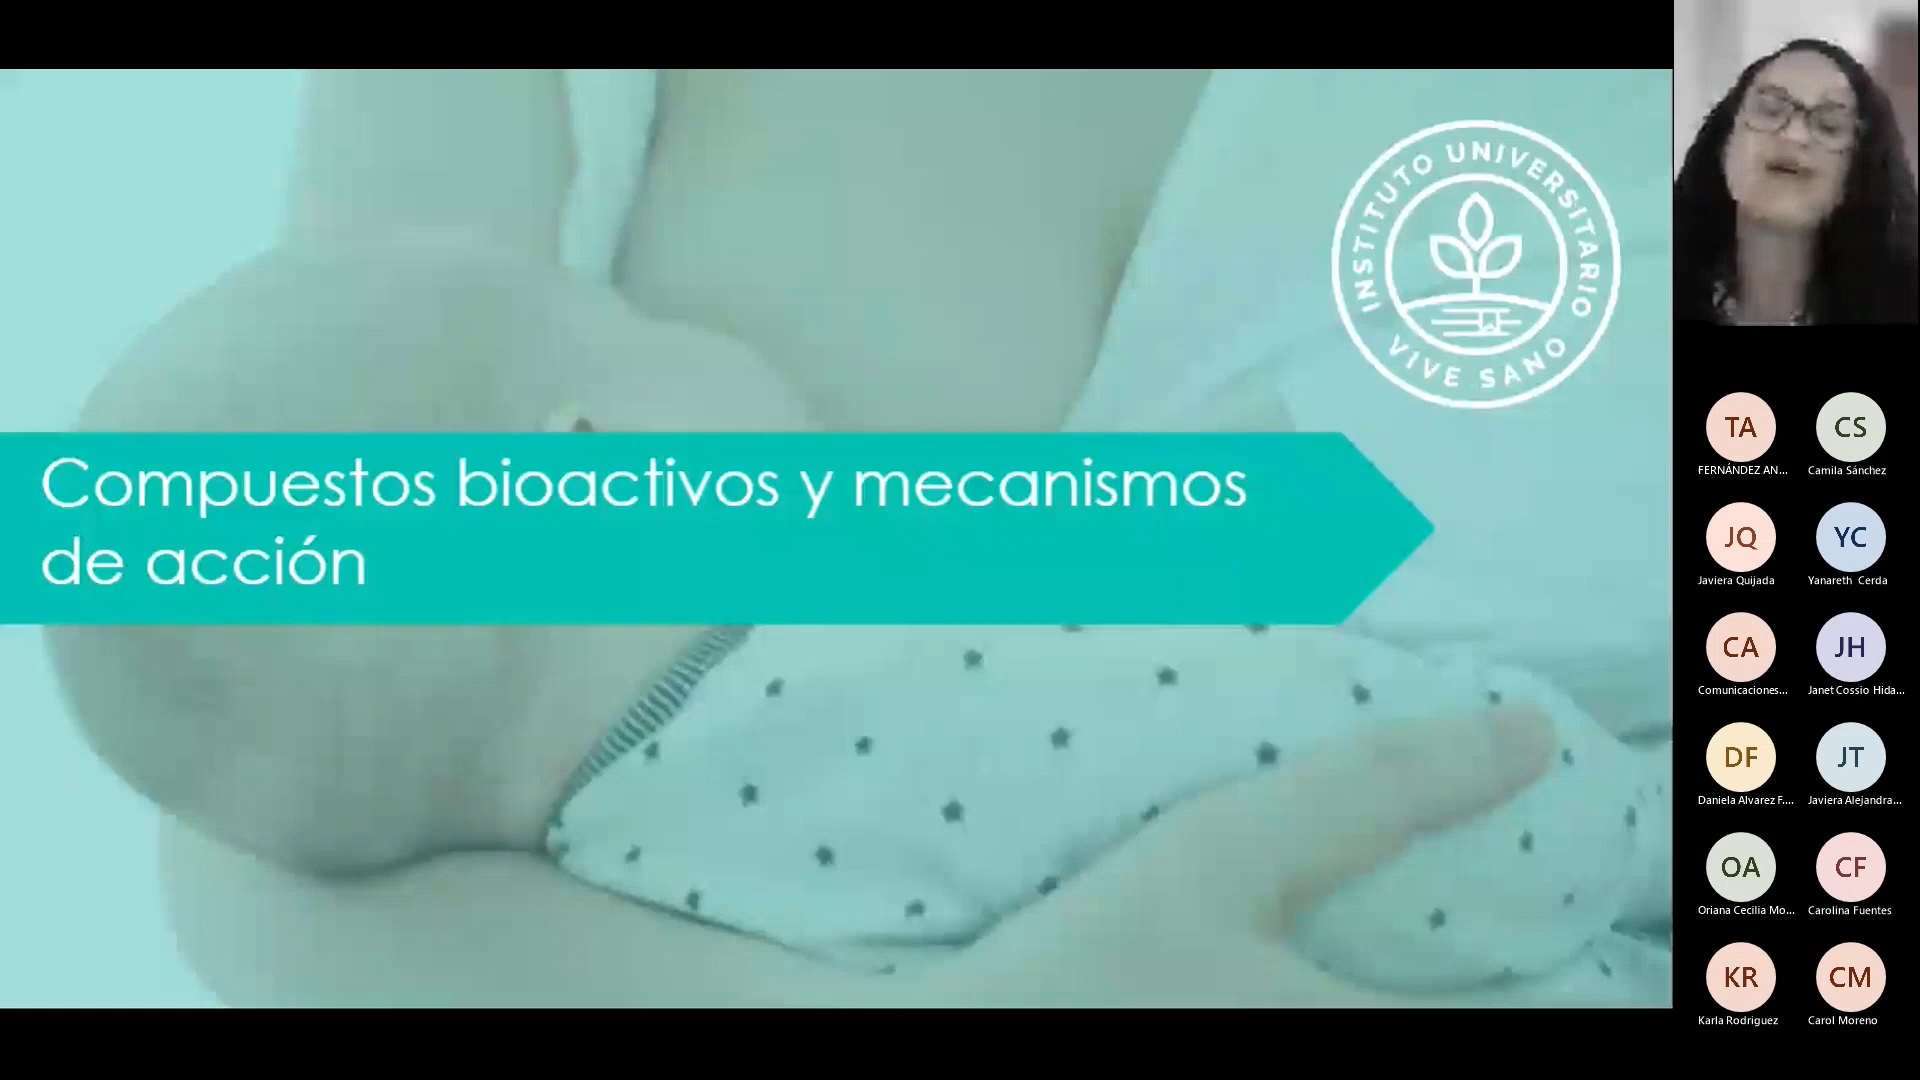 INSTITUTO UNIVERSITARIO
VIVE SANO
Compuestos bioactivos y mecanismos
de acción
TA
CS
FERNÁNDEZ AN...
Camila Sánchez
JQ
YC
Javiera Quijada
Yanareth Cerda
CA
JH
Comunicaciones...
Janet Cossio Hida...
DF
JT
Daniela Alvarez F....
Javiera Alejandra...
OA
CF
Oriana Cecilia Mo...
Carolina Fuentes
KR
CM
Karla Rodriguez
Carol Moreno